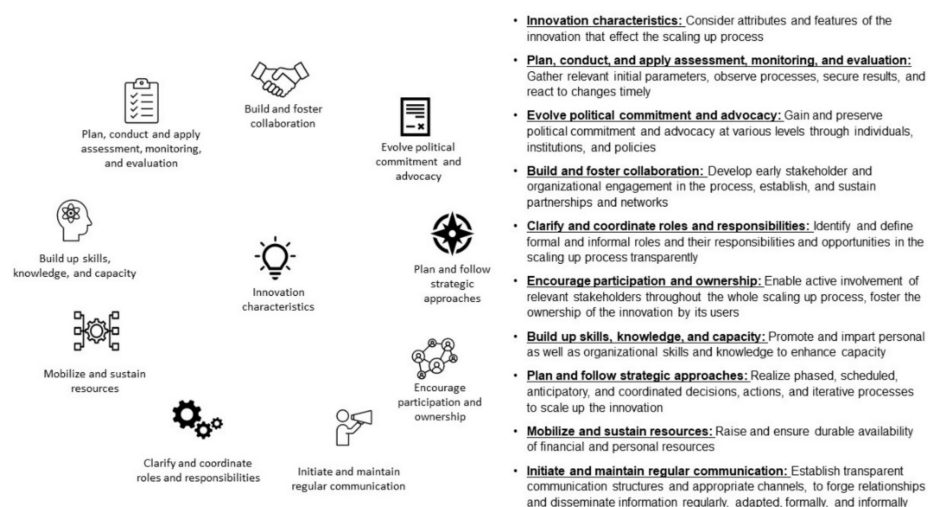 Build and foster
collaboration
Plan, conduct and apply
assessment, monitoring,
and evaluation
Evolve political
commitment and
advocacy
Build up skills,
knowledge, and capacity
Plan and follow
strategic
approaches
Innovation
characteristics
Mobilize and sustain
resources
Encourage
participation and
ownership
Clarify and coordinate
roles and responsibilities
Initiate and maintain
regular communication
• Innovation characteristics: Consider attributes and features of the
innovation that effect the scaling up process
• Plan, conduct, and apply assessment, monitoring, and evaluation:
Gather relevant initial parameters, observe processes, secure results, and
react to changes timely
• Evolve political commitment and advocacy: Gain and preserve
political commitment and advocacy at various levels through individuals,
institutions, and policies
• Build and foster collaboration: Develop early stakeholder and
organizational engagement in the process, establish, and sustain
partnerships and networks
• Clarify and coordinate roles and responsibilities: Identify and define
formal and informal roles and their responsibilities and opportunities in the
scaling up process transparently
• Encourage participation and ownership: Enable active involvement of
relevant stakeholders throughout the whole scaling up process, foster the
ownership of the innovation by its users
• Build up skills, knowledge, and capacity: Promote and impart personal
as well as organizational skills and knowledge to enhance capacity
• Plan and follow strategic approaches: Realize phased, scheduled,
anticipatory, and coordinated decisions, actions, and iterative processes
to scale up the innovation
• Mobilize and sustain resources: Raise and ensure durable availability
of financial and personal resources
• Initiate and maintain regular communication: Establish transparent
communication structures and appropriate channels, to forge relationships
and disseminate information regularly, adapted, formally, and informally